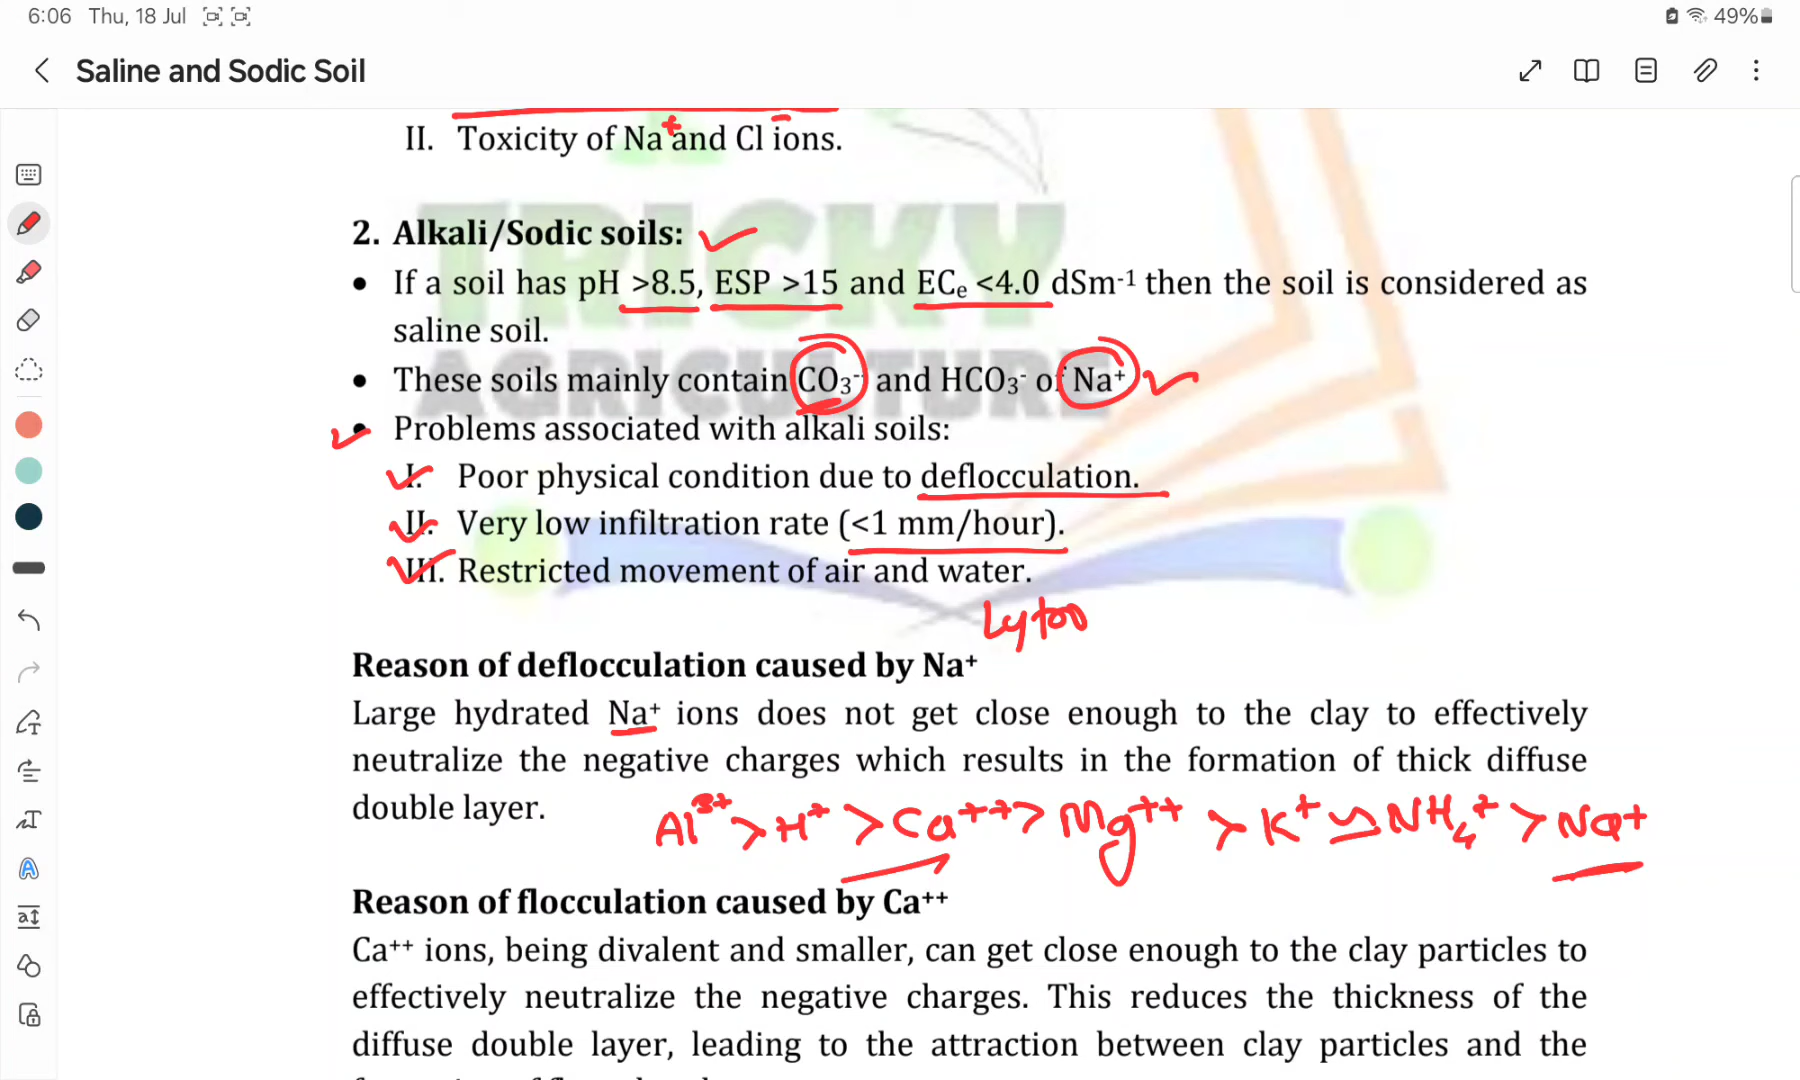 6:06 Thu, 18 Jul 49%
Saline and Sodic Soil
II. Toxicity of Na+ and Cl- ions.
TRICKY
AGRICULTURE
2. Alkali/Sodic soils:
• If a soil has pH >8.5, ESP >15 and ECe <4.0 dSm-1 then the soil is considered as
saline soil.
• These soils mainly contain CO3-- and HCO3- of Na+
• Problems associated with alkali soils:
I. Poor physical condition due to deflocculation.
II. Very low infiltration rate (<1 mm/hour).
III. Restricted movement of air and water.
Reason of deflocculation caused by Na+
Large hydrated Na+ ions does not get close enough to the clay to effectively
neutralize the negative charges which results in the formation of thick diffuse
double layer.
Al3+ > H+ > Ca++ > Mg++ > K+ ≥ NH4+ > Na+
Reason of flocculation caused by Ca++
Ca++ ions, being divalent and smaller, can get close enough to the clay particles to
effectively neutralize the negative charges. This reduces the thickness of the
diffuse double layer, leading to the attraction between clay particles and the